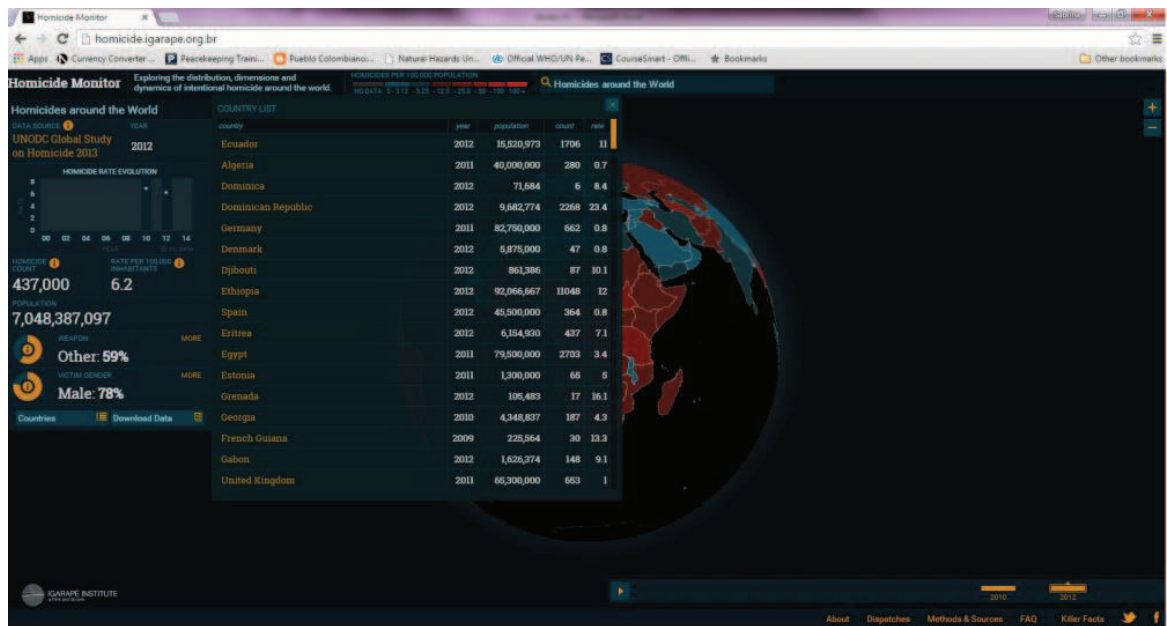 Homicide Monitor
homicide.igarape.org.br
Apps Currency Converter ... Peacekeeping Traini... Pueblo Colombiano:... Natural Hazards Un... Official WHO/UN Pe... CourseSmart - Offli... Bookmarks Other bookmarks
Homicide Monitor
Exploring the distribution, dimensions and
dynamics of intentional homicide around the world.
HOMICIDES PER 100.000 POPULATION
Homicides around the World
Homicides around the World
DATA SOURCE YEAR
UNODC Global Study
on Homicide 2013
2012
HOMICIDE RATE EVOLUTION
8
6
4
2
0
00 02 04 06 08 10 12 14
YEAR
HOMICIDE
COUNT
RATE PER 100.000
INHABITANTS
437,000 6.2
POPULATION
7,048,387,097
WEAPON MORE
Other: 59%
VICTIM GENDER MORE
Male: 78%
Countries Download Data
COUNTRY LIST
country year population count rate
Ecuador 2012 15,520,973 1706 11
Algeria 2011 40,000,000 280 0.7
Dominica 2012 71,684 6 8.4
Dominican Republic 2012 9,682,774 2268 23.4
Germany 2011 82,750,000 662 0.8
Denmark 2012 5,875,000 47 0.8
Djibouti 2012 861,386 87 10.1
Ethiopia 2012 92,066,667 11048 12
Spain 2012 45,500,000 364 0.8
Eritrea 2012 6,154,930 437 7.1
Egypt 2011 79,500,000 2703 3.4
Estonia 2011 1,300,000 65 5
Grenada 2012 105,483 17 16.1
Georgia 2010 4,348,837 187 4.3
French Guiana 2009 225,564 30 13.3
Gabon 2012 1,626,374 148 9.1
United Kingdom 2011 65,300,000 653 1
IGARAPÉ INSTITUTE
2010 2012
About Dispatches Methods & Sources FAQ Killer Facts